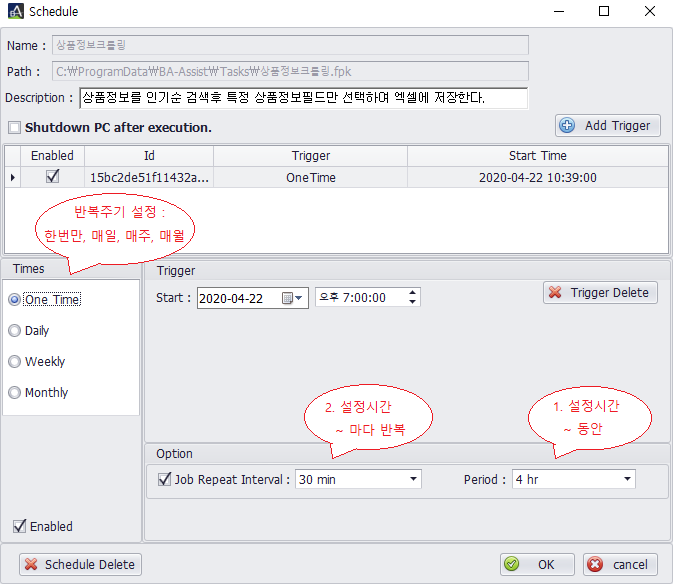 Schedule
Name : 상품정보크롤링
Path : C:₩ProgramData₩BA-Assist₩Tasks₩상품정보크롤링.fpk
Description : 상품정보를 인기순 검색후 특정 상품정보필드만 선택하여 엑셀에 저장한다.
Shutdown PC after execution.
Add Trigger
Enabled Id Trigger Start Time
15bc2de51f11432a... OneTime 2020-04-22 10:39:00
반복주기 설정 :
한번만, 매일, 매주, 매월
Times
One Time
Daily
Weekly
Monthly
Enabled
Trigger
Start : 2020-04-22 오후 7:00:00
Trigger Delete
2. 설정시간
~ 마다 반복
1. 설정시간
~ 동안
Option
Job Repeat Interval : 30 min
Period : 4 hr
Schedule Delete
OK
cancel